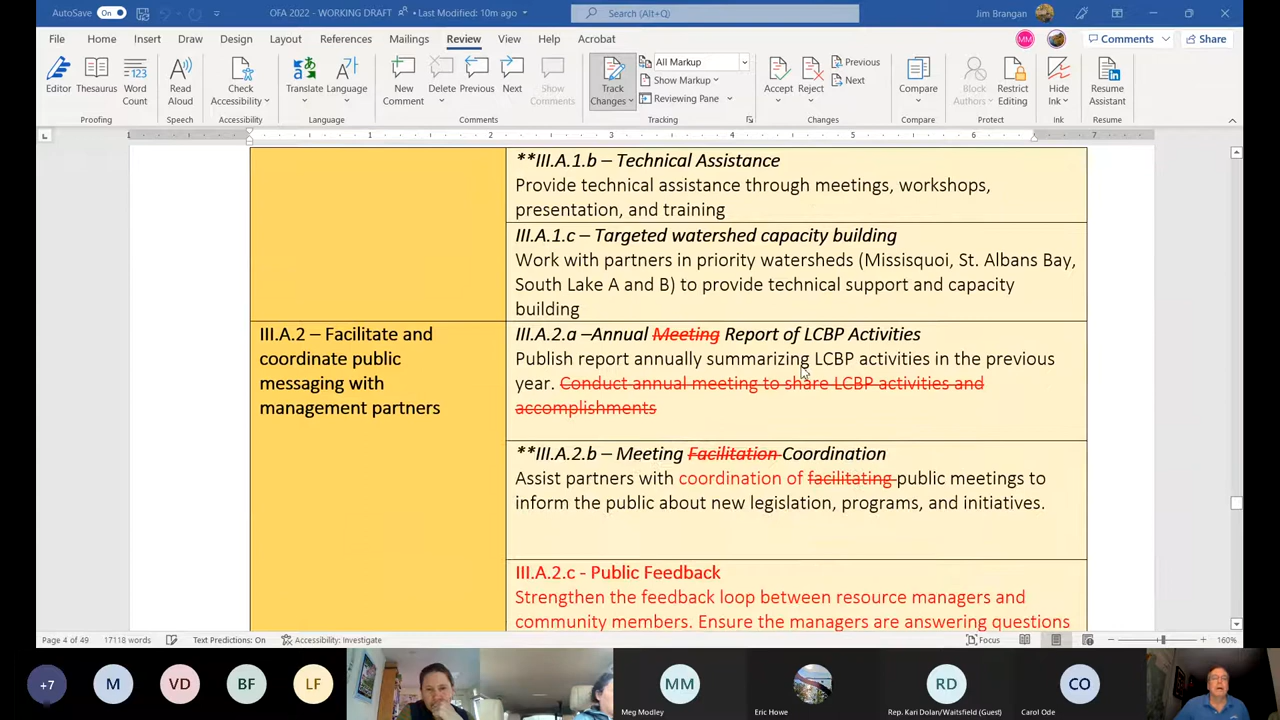 AutoSave On OFA 2022 - WORKING DRAFT • Last Modified: 10m ago Search (Alt+Q) Jim Brangan
File Home Insert Draw Design Layout References Mailings Review View Help Acrobat MM Comments Share
Editor Thesaurus Word Count Read Aloud Check Accessibility Translate Language New Comment Delete Previous Next Show Comments Track Changes All Markup Show Markup Reviewing Pane Accept Reject Previous Next Compare Block Authors Restrict Editing Hide Ink Resume Assistant
Proofing Speech Accessibility Language Comments Tracking Changes Compare Protect Ink Resume
1 1 2 3 4 5 6 7
**III.A.1.b – Technical Assistance
Provide technical assistance through meetings, workshops,
presentation, and training
III.A.1.c – Targeted watershed capacity building
Work with partners in priority watersheds (Missisquoi, St. Albans Bay,
South Lake A and B) to provide technical support and capacity
building
III.A.2 – Facilitate and
coordinate public
messaging with
management partners
III.A.2.a –Annual Meeting Report of LCBP Activities
Publish report annually summarizing LCBP activities in the previous
year. Conduct annual meeting to share LCBP activities and
accomplishments
**III.A.2.b – Meeting Facilitation Coordination
Assist partners with coordination of facilitating public meetings to
inform the public about new legislation, programs, and initiatives.
III.A.2.c - Public Feedback
Strengthen the feedback loop between resource managers and
community members. Ensure the managers are answering questions
Page 4 of 49 17118 words Text Predictions: On Accessibility: Investigate Focus 160%
+7 M VD BF LF MM RD CO
Meg Modley Eric Howe Rep. Kari Dolan/Waitsfield (Guest) Carol Ode